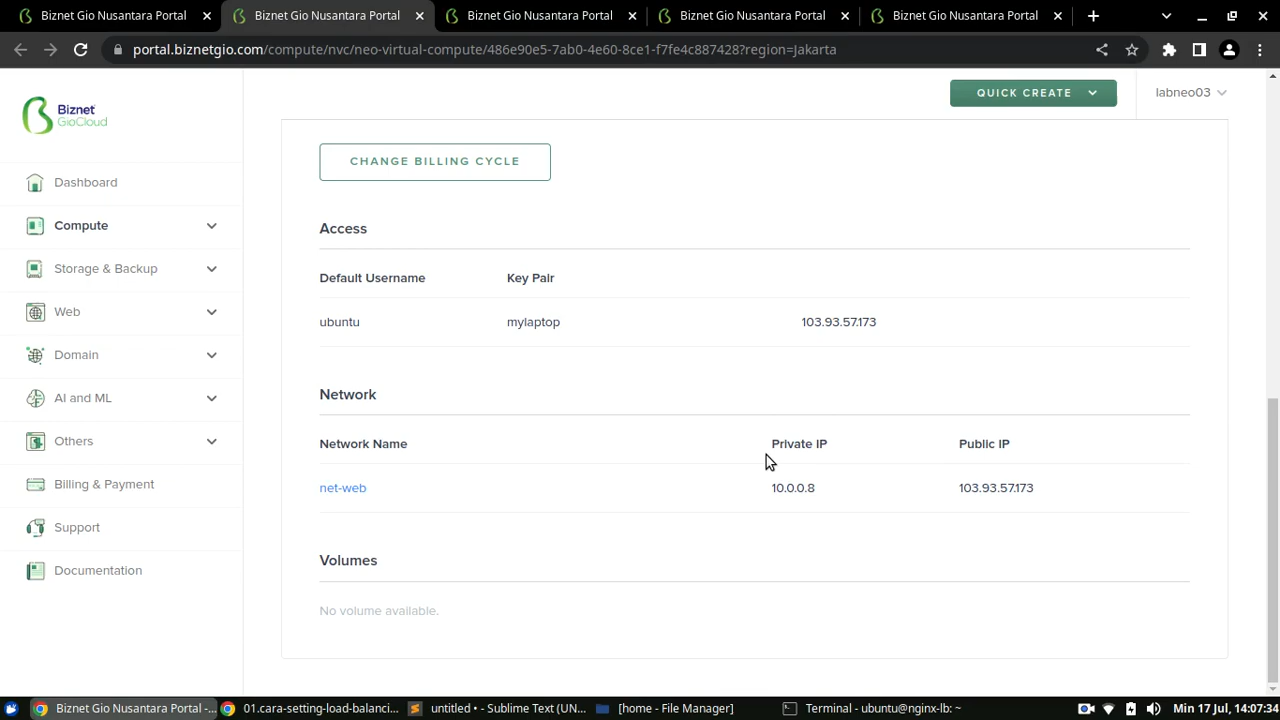 Biznet Gio Nusantara Portal
Biznet Gio Nusantara Portal
Biznet Gio Nusantara Portal
Biznet Gio Nusantara Portal
Biznet Gio Nusantara Portal
portal.biznetgio.com/compute/nvc/neo-virtual-compute/486e90e5-7ab0-4e60-8ce1-f7fe4c887428?region=Jakarta
Biznet
GioCloud
QUICK CREATE
labneo03
Dashboard
Compute
Storage & Backup
Web
Domain
AI and ML
Others
Billing & Payment
Support
Documentation
CHANGE BILLING CYCLE
Access
Default Username Key Pair
ubuntu mylaptop 103.93.57.173
Network
Network Name Private IP Public IP
net-web 10.0.0.8 103.93.57.173
Volumes
No volume available.
Biznet Gio Nusantara Portal -...
01.cara-setting-load-balanci...
untitled • - Sublime Text (UN...
[home - File Manager]
Terminal - ubuntu@nginx-lb: ~
Min 17 Jul, 14:07:34